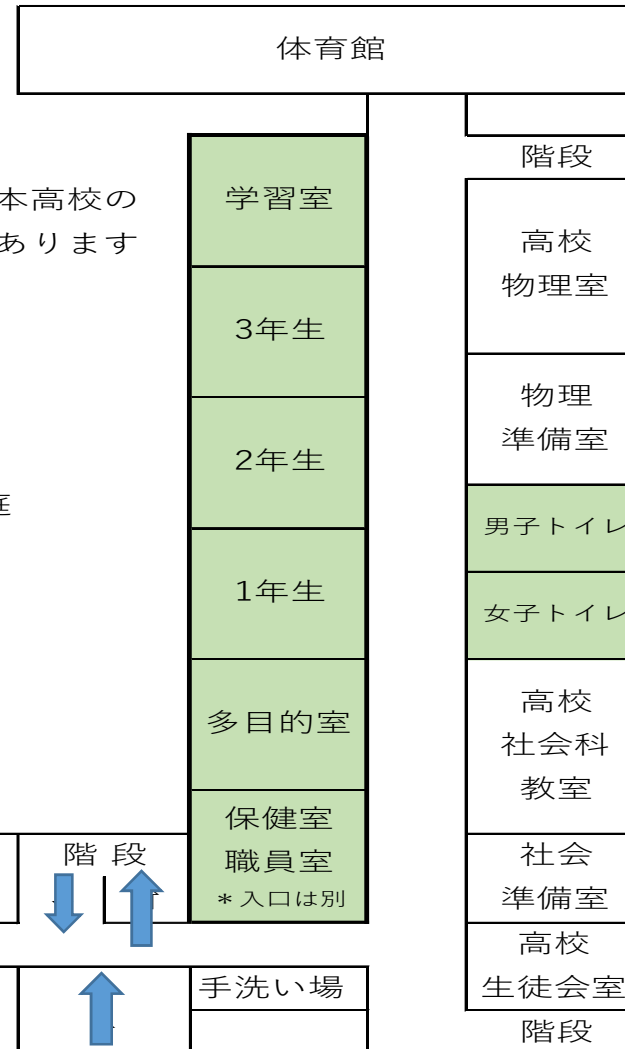 体育館
階段
本高校の
あります
学習室
高校
物理室
3年生
物理
準備室
2年生
庭
男子トイレ
1年生
女子トイレ
多目的室
高校
社会科
教室
保健室
職員室
*入口は別
階段
社会
準備室
高校
生徒会室
手洗い場
階段